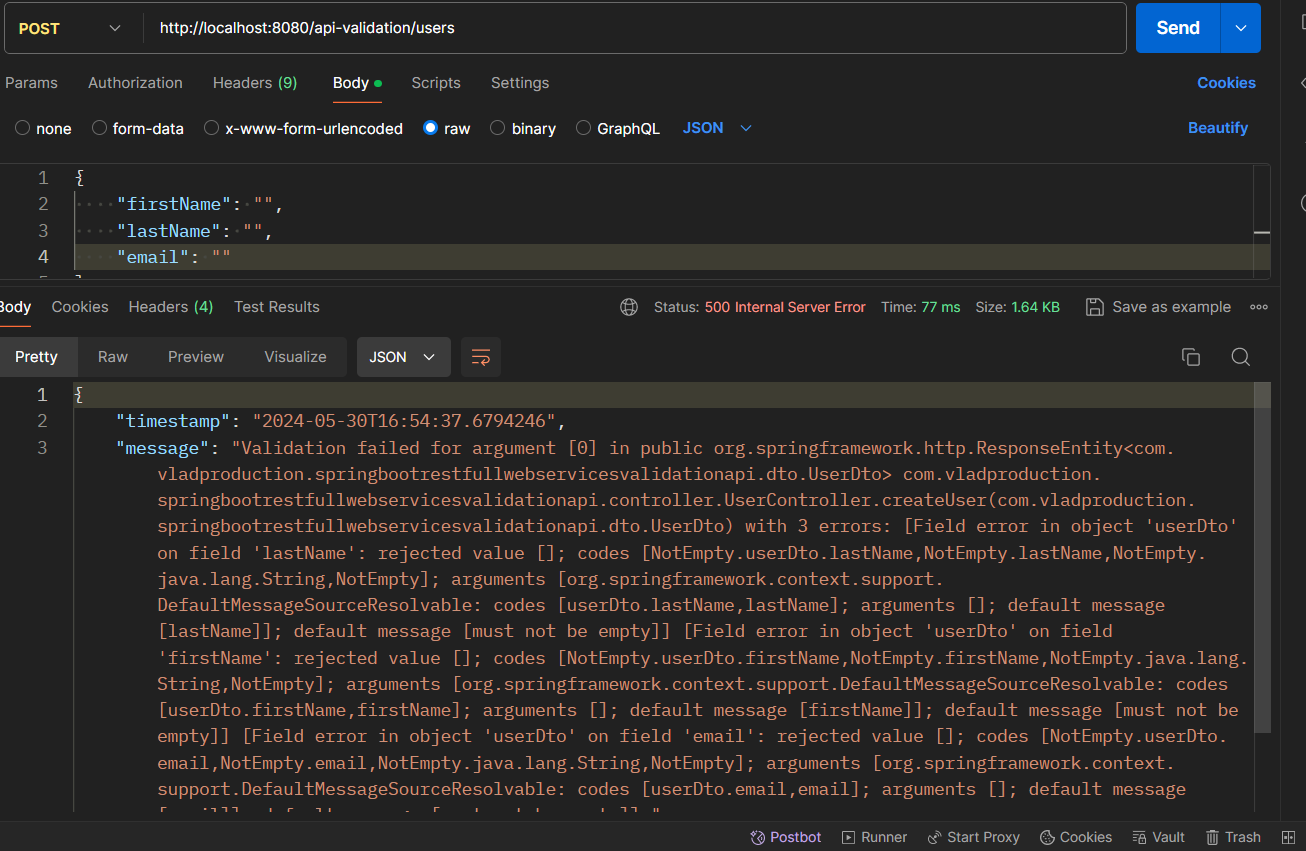 POST http://localhost:8080/api-validation/users Send
Params Authorization Headers (9) Body Scripts Settings Cookies
none form-data x-www-form-urlencoded raw binary GraphQL JSON Beautify
1 {
2 "firstName": "",
3 "lastName": "",
4 "email": ""
Body Cookies Headers (4) Test Results Status: 500 Internal Server Error Time: 77 ms Size: 1.64 KB Save as example
Pretty Raw Preview Visualize JSON
1 {
2 "timestamp": "2024-05-30T16:54:37.6794246",
3 "message": "Validation failed for argument [0] in public org.springframework.http.ResponseEntity<com.
vladproduction.springbootrestfullwebservicesvalidationapi.dto.UserDto> com.vladproduction.
springbootrestfullwebservicesvalidationapi.controller.UserController.createUser(com.vladproduction.
springbootrestfullwebservicesvalidationapi.dto.UserDto) with 3 errors: [Field error in object 'userDto'
on field 'lastName': rejected value []; codes [NotEmpty.userDto.lastName,NotEmpty.lastName,NotEmpty.
java.lang.String,NotEmpty]; arguments [org.springframework.context.support.
DefaultMessageSourceResolvable: codes [userDto.lastName,lastName]; arguments []; default message
[lastName]]; default message [must not be empty]] [Field error in object 'userDto' on field
'firstName': rejected value []; codes [NotEmpty.userDto.firstName,NotEmpty.firstName,NotEmpty.java.lang.
String,NotEmpty]; arguments [org.springframework.context.support.DefaultMessageSourceResolvable: codes
[userDto.firstName,firstName]; arguments []; default message [firstName]]; default message [must not be
empty]] [Field error in object 'userDto' on field 'email': rejected value []; codes [NotEmpty.userDto.
email,NotEmpty.email,NotEmpty.java.lang.String,NotEmpty]; arguments [org.springframework.context.
support.DefaultMessageSourceResolvable: codes [userDto.email,email]; arguments []; default message
Postbot Runner Start Proxy Cookies Vault Trash